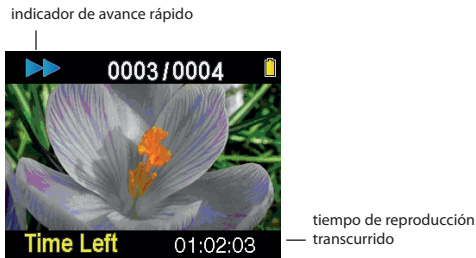 indicador de avance rápido
0003/0004
Time Left 01:02:03
tiempo de reproducción
transcurrido